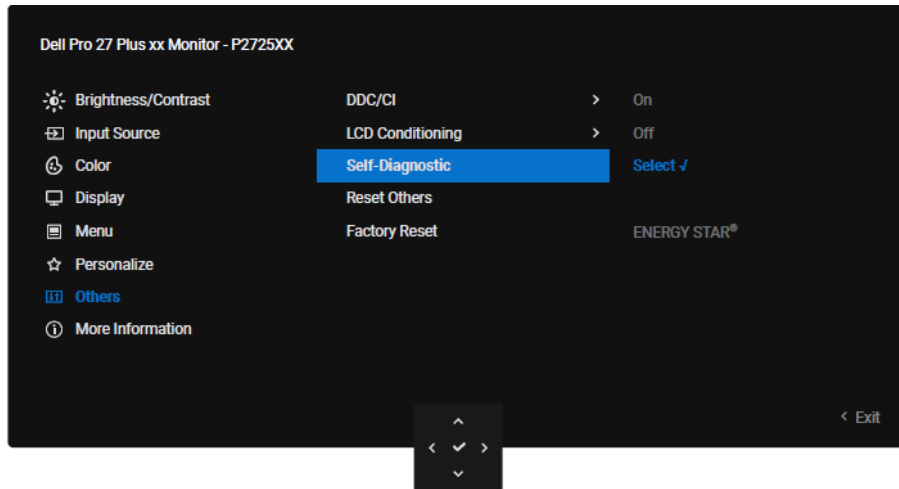 Dell Pro 27 Plus xx Monitor - P2725XX
Brightness/Contrast DDC/CI > On
Input Source LCD Conditioning > Off
Color Self-Diagnostic Select √
Display Reset Others
Menu Factory Reset ENERGY STAR®
Personalize
Others
More Information
< Exit